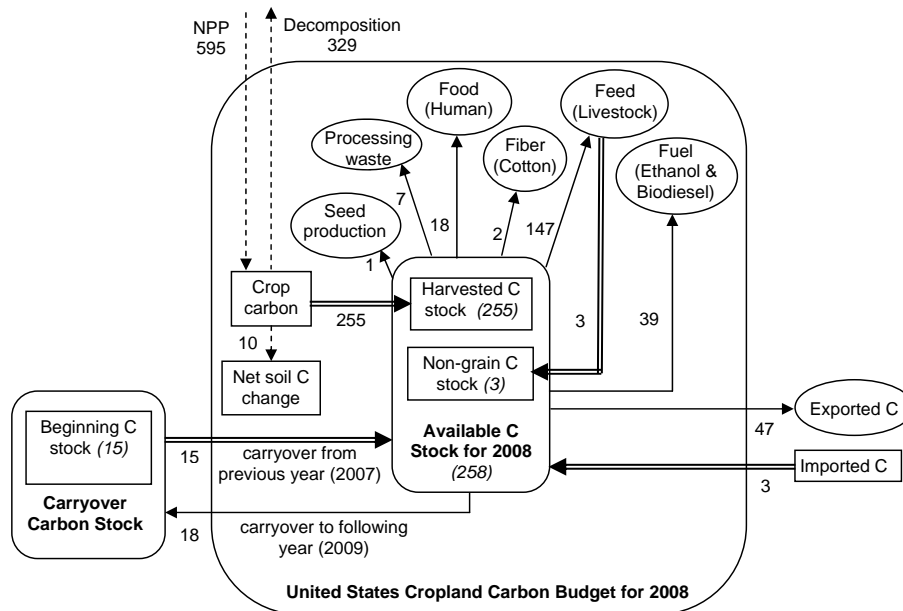 NPP
595
Decomposition
329
Food
(Human)
Feed
(Livestock)
Processing
waste
Fiber
(Cotton)
Fuel
(Ethanol &
Biodiesel)
Seed
production
7
18
2
147
1
Crop
carbon
255
Harvested C
stock (255)
3
39
10
Net soil C
change
Non-grain C
stock (3)
Beginning C
stock (15)
Carryover
Carbon Stock
15
carryover from
previous year (2007)
Available C
Stock for 2008
(258)
Exported C
47
Imported C
3
18
carryover to following
year (2009)
United States Cropland Carbon Budget for 2008